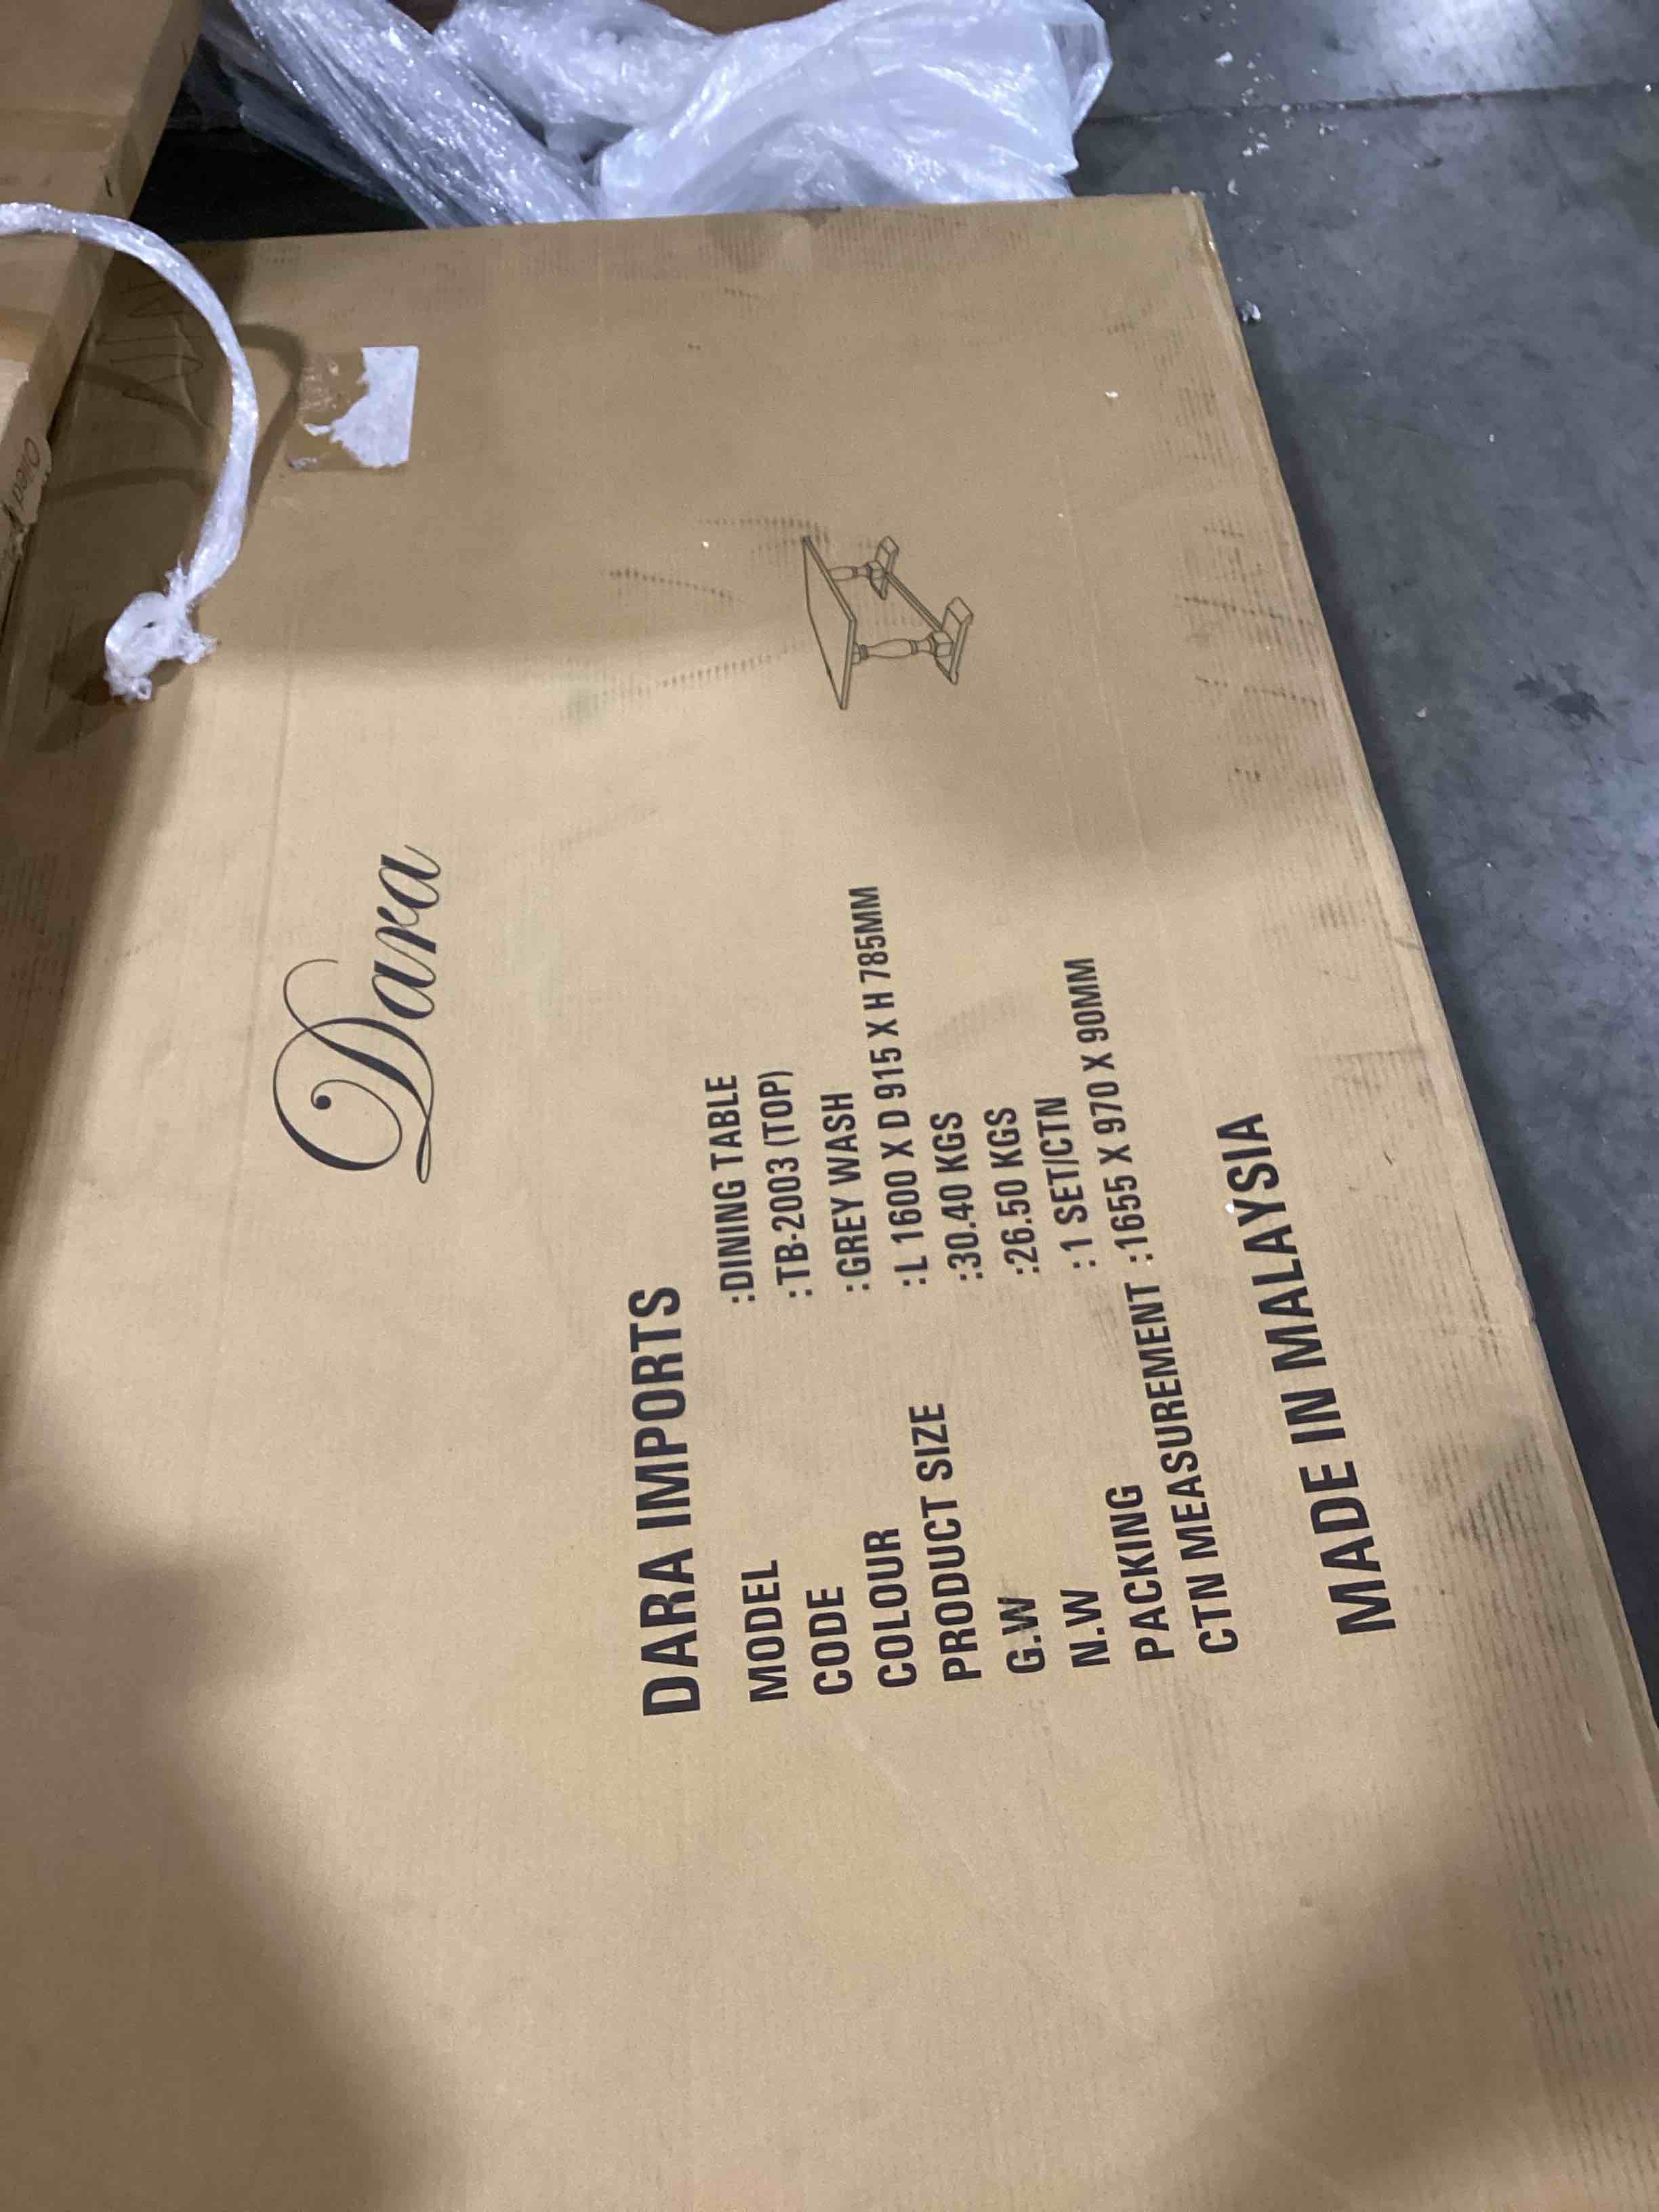 Dara
DARA IMPORTS
MODEL :DINING TABLE
CODE :TB-2003 (TOP)
COLOUR :GREY WASH
PRODUCT SIZE :L 1600 X D 915 X H 785MM
G.W :30.40 KGS
N.W :26.50 KGS
PACKING : 1 SET/CTN
CTN MEASUREMENT :1655 X 970 X 90MM
MADE IN MALAYSIA